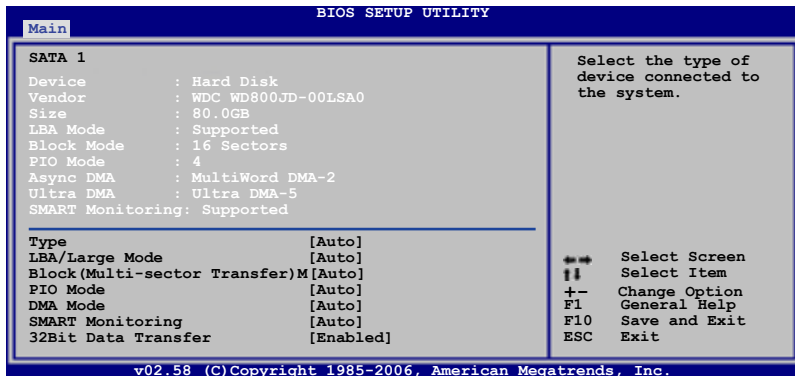 BIOS SETUP UTILITY
Main
SATA 1
Device : Hard Disk
Vendor : WDC WD800JD-00LSA0
Size : 80.0GB
LBA Mode : Supported
Block Mode : 16 Sectors
PIO Mode : 4
Async DMA : MultiWord DMA-2
Ultra DMA : Ultra DMA-5
SMART Monitoring: Supported
Type [Auto]
LBA/Large Mode [Auto]
Block(Multi-sector Transfer)M[Auto]
PIO Mode [Auto]
DMA Mode [Auto]
SMART Monitoring [Auto]
32Bit Data Transfer [Enabled]
Select the type of
device connected to
the system.
←→ Select Screen
↑↓ Select Item
+- Change Option
F1 General Help
F10 Save and Exit
ESC Exit
v02.58 (C)Copyright 1985-2006, American Megatrends, Inc.